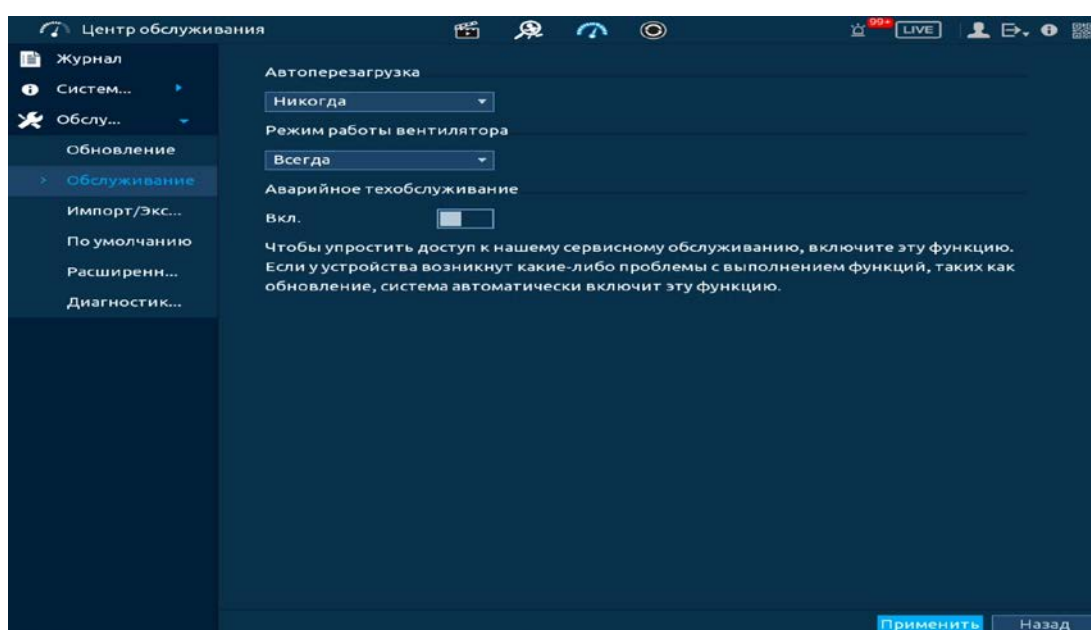 Центр обслуживания
99+
LIVE
Журнал
Систем...
Обслу...
Обновление
Обслуживание
Импорт/Экс...
По умолчанию
Расширенн...
Диагностик...
Автоперезагрузка
Никогда
Режим работы вентилятора
Всегда
Аварийное техобслуживание
Вкл.
Чтобы упростить доступ к нашему сервисному обслуживанию, включите эту функцию.
Если у устройства возникнут какие-либо проблемы с выполнением функций, таких как
обновление, система автоматически включит эту функцию.
Применить
Назад